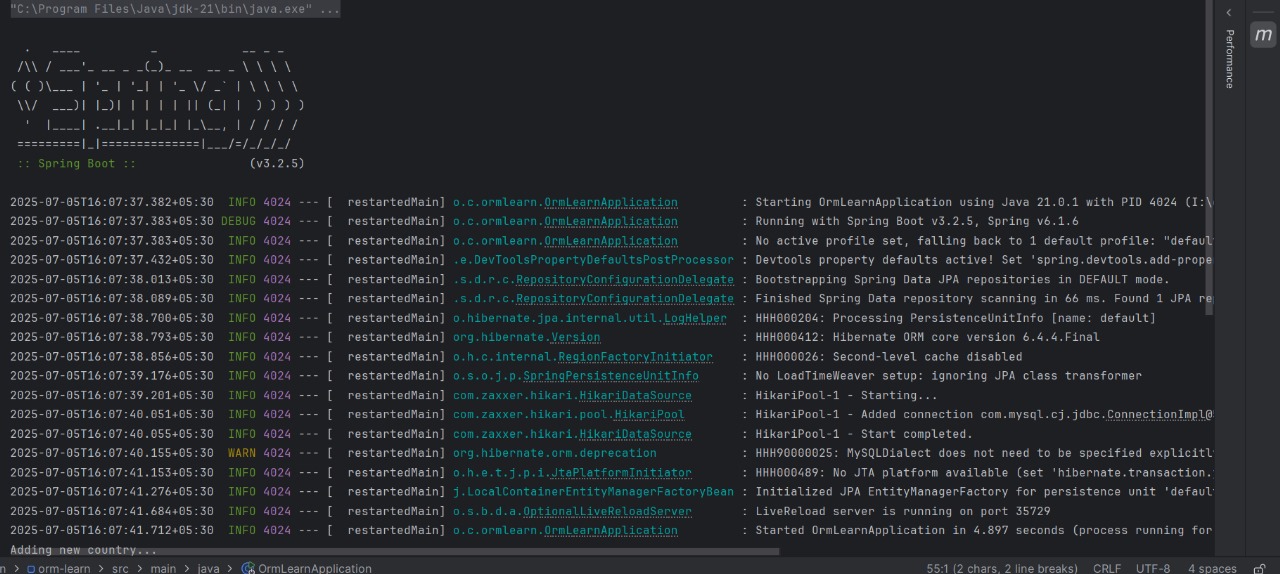 "C:\Program Files\Java\jdk-21\bin\java.exe" ...
  .   ____          _            __ _ _
 /\\ / ___'_ __ _ _(_)_ __  __ _ \ \ \ \
( ( )\___ | '_ | '_| | '_ \/ _` | \ \ \ \
 \\/  ___)| |_)| | | | | || (_| |  ) ) ) )
  '  |____| .__|_| |_|_| |_\__, | / / / /
 =========|_|==============|___/=/_/_/_/
 :: Spring Boot ::                (v3.2.5)
2025-07-05T16:07:37.382+05:30  INFO 4024 --- [  restartedMain] o.c.ormlearn.OrmLearnApplication         : Starting OrmLearnApplication using Java 21.0.1 with PID 4024 (I:\
2025-07-05T16:07:37.383+05:30 DEBUG 4024 --- [  restartedMain] o.c.ormlearn.OrmLearnApplication         : Running with Spring Boot v3.2.5, Spring v6.1.6
2025-07-05T16:07:37.383+05:30  INFO 4024 --- [  restartedMain] o.c.ormlearn.OrmLearnApplication         : No active profile set, falling back to 1 default profile: "defaul
2025-07-05T16:07:37.432+05:30  INFO 4024 --- [  restartedMain] .e.DevToolsPropertyDefaultsPostProcessor : Devtools property defaults active! Set 'spring.devtools.add-prope
2025-07-05T16:07:38.013+05:30  INFO 4024 --- [  restartedMain] .s.d.r.c.RepositoryConfigurationDelegate : Bootstrapping Spring Data JPA repositories in DEFAULT mode.
2025-07-05T16:07:38.089+05:30  INFO 4024 --- [  restartedMain] .s.d.r.c.RepositoryConfigurationDelegate : Finished Spring Data repository scanning in 66 ms. Found 1 JPA re
2025-07-05T16:07:38.700+05:30  INFO 4024 --- [  restartedMain] o.hibernate.jpa.internal.util.LogHelper  : HHH000204: Processing PersistenceUnitInfo [name: default]
2025-07-05T16:07:38.793+05:30  INFO 4024 --- [  restartedMain] org.hibernate.Version                    : HHH000412: Hibernate ORM core version 6.4.4.Final
2025-07-05T16:07:38.856+05:30  INFO 4024 --- [  restartedMain] o.h.c.internal.RegionFactoryInitiator    : HHH000026: Second-level cache disabled
2025-07-05T16:07:39.176+05:30  INFO 4024 --- [  restartedMain] o.s.o.j.p.SpringPersistenceUnitInfo      : No LoadTimeWeaver setup: ignoring JPA class transformer
2025-07-05T16:07:39.201+05:30  INFO 4024 --- [  restartedMain] com.zaxxer.hikari.HikariDataSource       : HikariPool-1 - Starting...
2025-07-05T16:07:40.051+05:30  INFO 4024 --- [  restartedMain] com.zaxxer.hikari.pool.HikariPool        : HikariPool-1 - Added connection com.mysql.cj.jdbc.ConnectionImpl@
2025-07-05T16:07:40.055+05:30  INFO 4024 --- [  restartedMain] com.zaxxer.hikari.HikariDataSource       : HikariPool-1 - Start completed.
2025-07-05T16:07:40.155+05:30  WARN 4024 --- [  restartedMain] org.hibernate.orm.deprecation            : HHH90000025: MySQLDialect does not need to be specified explicitl
2025-07-05T16:07:41.153+05:30  INFO 4024 --- [  restartedMain] o.h.e.t.j.p.i.JtaPlatformInitiator       : HHH000489: No JTA platform available (set 'hibernate.transaction.
2025-07-05T16:07:41.276+05:30  INFO 4024 --- [  restartedMain] j.LocalContainerEntityManagerFactoryBean : Initialized JPA EntityManagerFactory for persistence unit 'defaul
2025-07-05T16:07:41.684+05:30  INFO 4024 --- [  restartedMain] o.s.b.d.a.OptionalLiveReloadServer       : LiveReload server is running on port 35729
2025-07-05T16:07:41.712+05:30  INFO 4024 --- [  restartedMain] o.c.ormlearn.OrmLearnApplication         : Started OrmLearnApplication in 4.897 seconds (process running for
Adding new country...
n > orm-learn > src > main > java > OrmLearnApplication 55:1 (2 chars, 2 line breaks) CRLF UTF-8 4 spaces
Performance
m